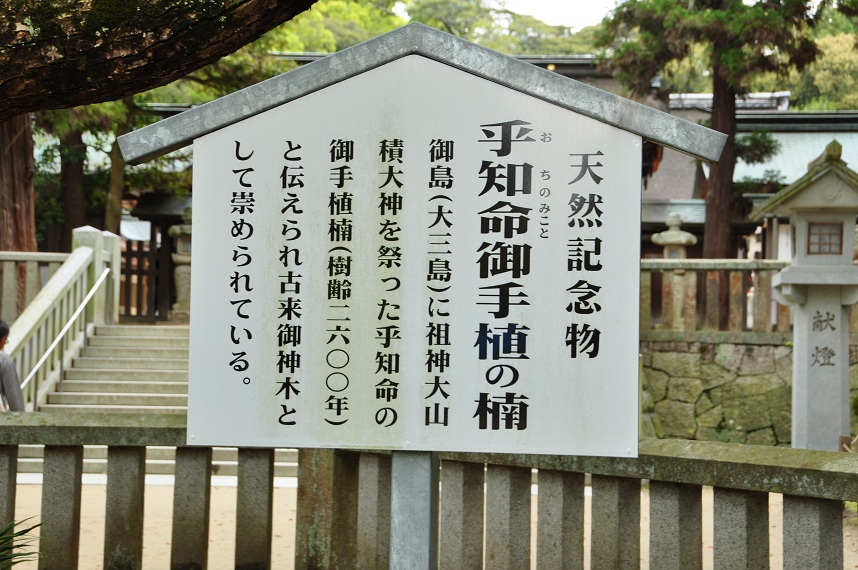 天然記念物
おちのみこと
乎知命御手植の楠
御島(大三島)に祖神大山
積大神を祭った乎知命の
御手植楠(樹齢二六〇〇年)
と伝えられ古来御神木と
して崇められている。
献燈